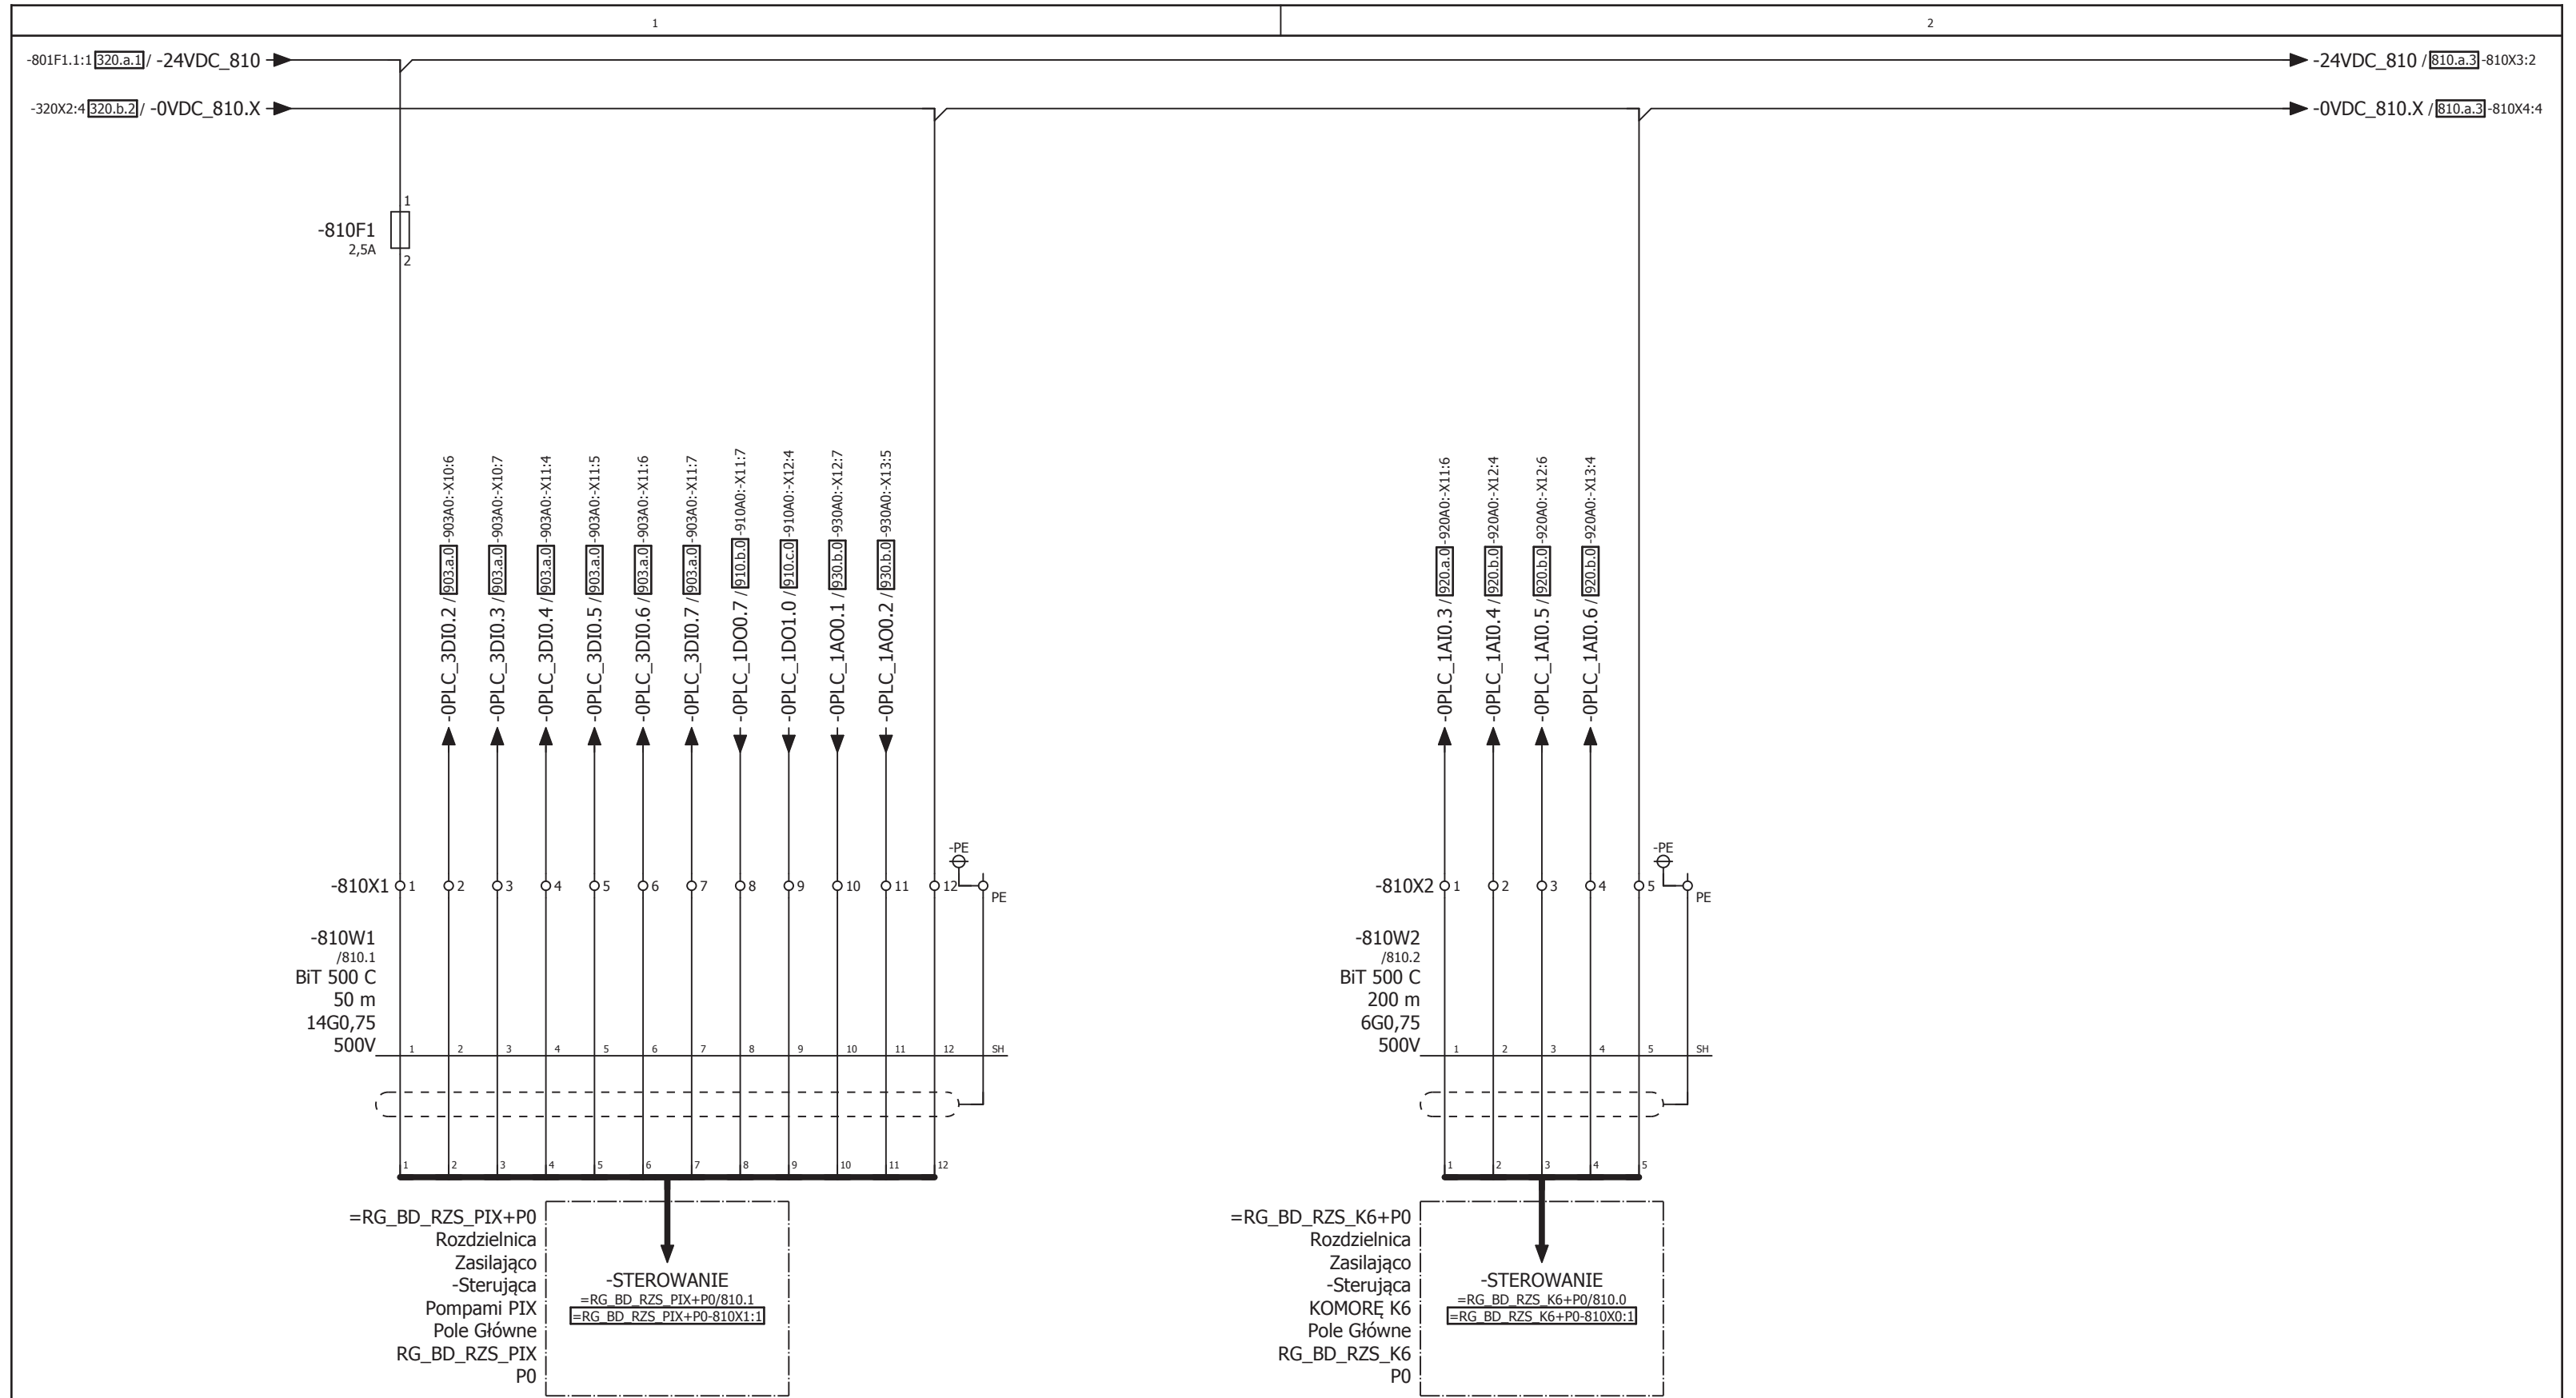 1
2
-801F1.1:1 320.a.1 / -24VDC_810
-24VDC_810 / 810.a.3 -810X3:2
-320X2:4 320.b.2 / -0VDC_810.X
-0VDC_810.X / 810.a.3 -810X4:4
1
-810F1
2,5A
2
-0PLC_3DI0.2 / 903.a.0 -903A0:-X10:6
-0PLC_3DI0.3 / 903.a.0 -903A0:-X10:7
-0PLC_3DI0.4 / 903.a.0 -903A0:-X11:4
-0PLC_3DI0.5 / 903.a.0 -903A0:-X11:5
-0PLC_3DI0.6 / 903.a.0 -903A0:-X11:6
-0PLC_3DI0.7 / 903.a.0 -903A0:-X11:7
-0PLC_1DO0.7 / 910.b.0 -910A0:-X11:7
-0PLC_1DO1.0 / 910.c.0 -910A0:-X12:4
-0PLC_1AO0.1 / 930.b.0 -930A0:-X12:7
-0PLC_1AO0.2 / 930.b.0 -930A0:-X13:5
-0PLC_1AI0.3 / 920.a.0 -920A0:-X11:6
-0PLC_1AI0.4 / 920.b.0 -920A0:-X12:4
-0PLC_1AI0.5 / 920.b.0 -920A0:-X12:6
-0PLC_1AI0.6 / 920.b.0 -920A0:-X13:4
-PE
-810X1 1 2 3 4 5 6 7 8 9 10 11 12
PE
-PE
-810X2 1 2 3 4 5
PE
-810W1
/810.1
BiT 500 C
50 m
14G0,75
500V
1 2 3 4 5 6 7 8 9 10 11 12 SH
-810W2
/810.2
BiT 500 C
200 m
6G0,75
500V
1 2 3 4 5 SH
1 2 3 4 5 6 7 8 9 10 11 12
1 2 3 4 5
=RG_BD_RZS_PIX+P0
Rozdzielnica
Zasilająco
-Sterująca
Pompami PIX
Pole Główne
RG_BD_RZS_PIX
P0
-STEROWANIE
=RG_BD_RZS_PIX+P0/810.1
=RG_BD_RZS_PIX+P0-810X1:1
=RG_BD_RZS_K6+P0
Rozdzielnica
Zasilająco
-Sterująca
KOMORĘ K6
Pole Główne
RG_BD_RZS_K6
P0
-STEROWANIE
=RG_BD_RZS_K6+P0/810.0
=RG_BD_RZS_K6+P0-810X0:1